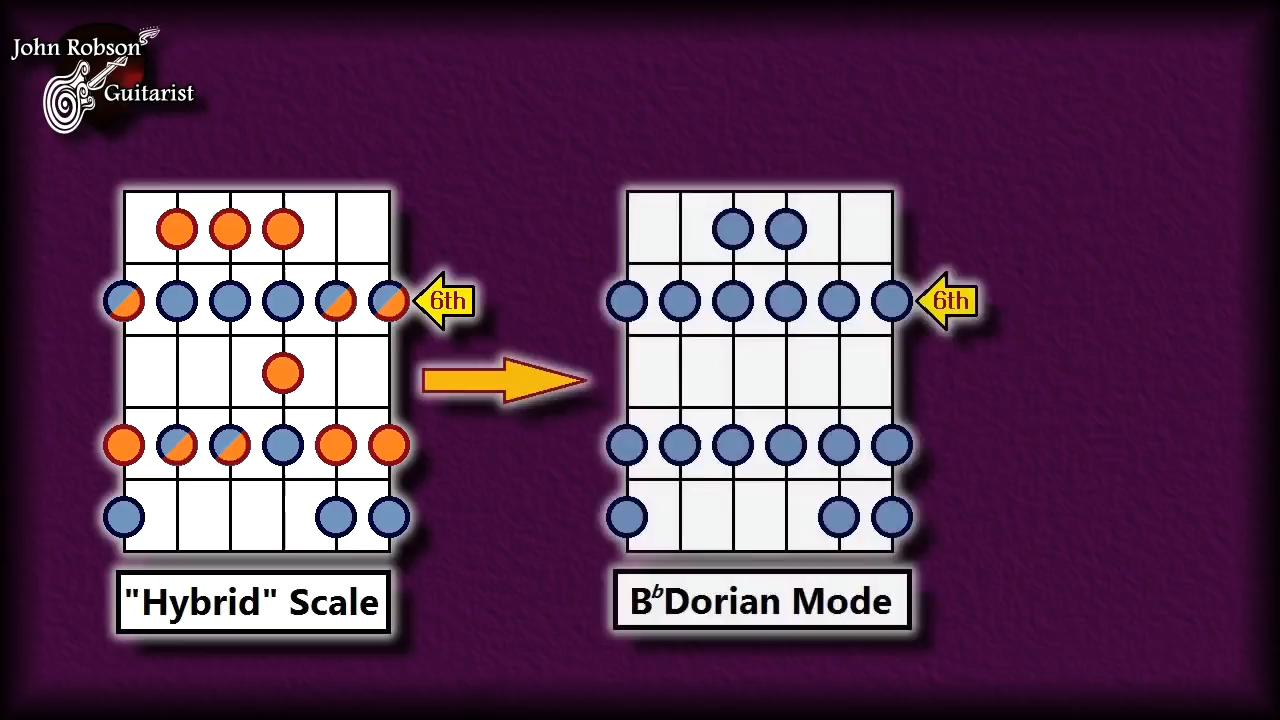 John Robson
Guitarist
6th
6th
"Hybrid" Scale
B♭Dorian Mode